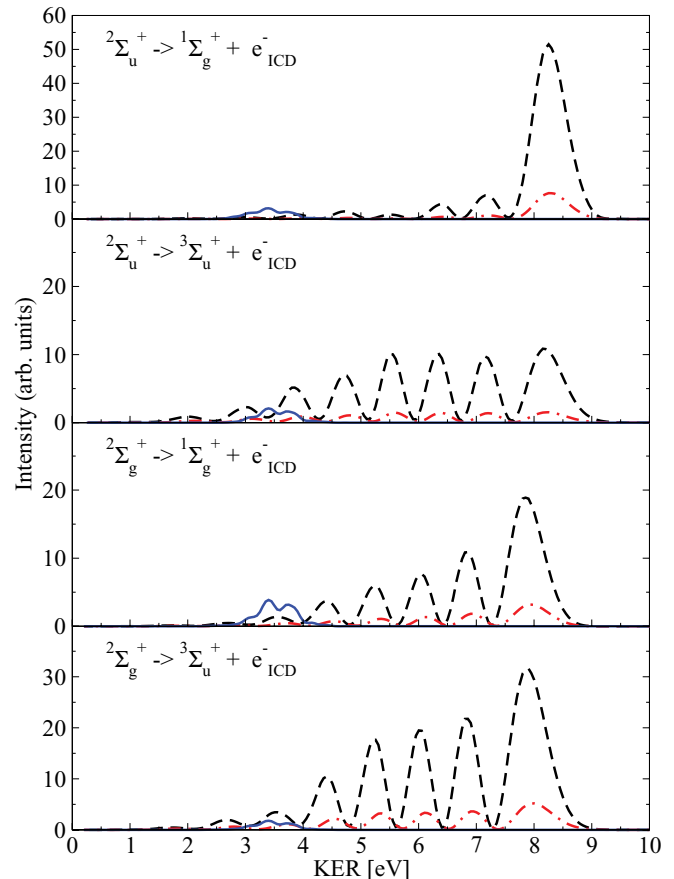 60
50
40
30
20
10
0
²Σᵤ⁺ -> ¹Σg⁺ + e⁻ICD
20
10
0
²Σᵤ⁺ -> ³Σᵤ⁺ + e⁻ICD
20
10
0
²Σg⁺ -> ¹Σg⁺ + e⁻ICD
30
20
10
0
²Σg⁺ -> ³Σᵤ⁺ + e⁻ICD
Intensity (arb. units)
0 1 2 3 4 5 6 7 8 9 10
KER [eV]